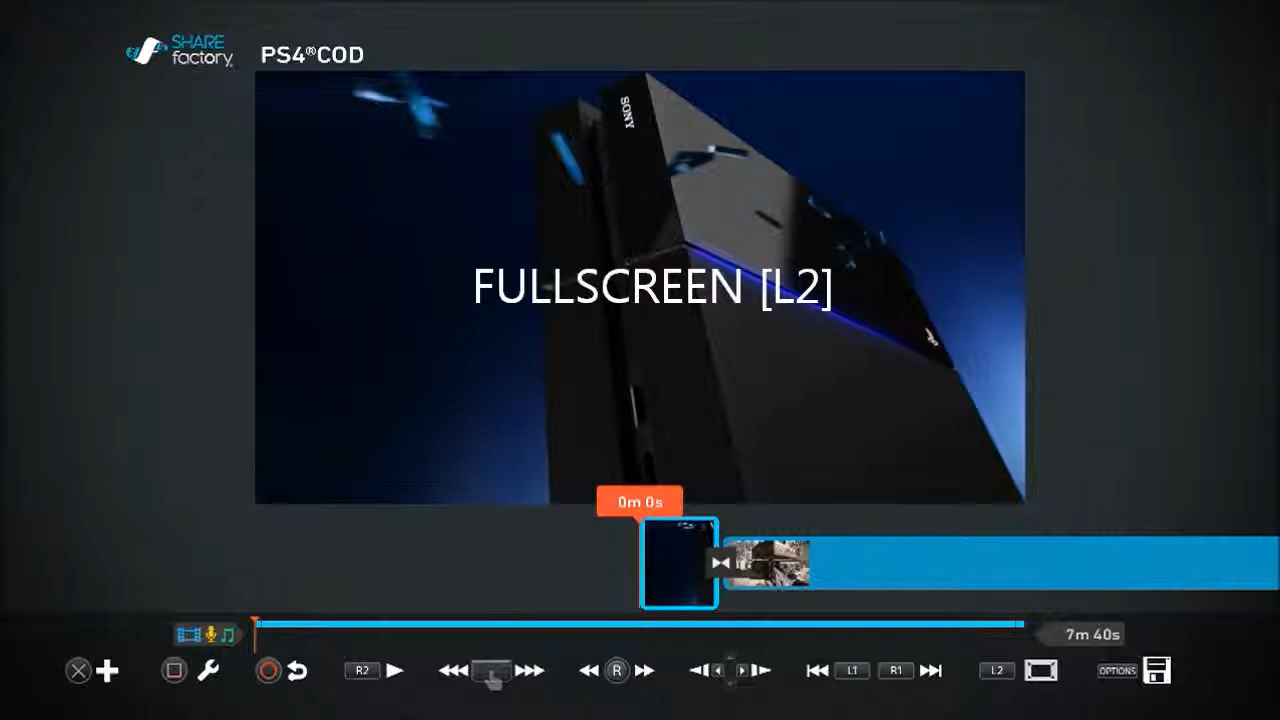 SHARE
factory
PS4®COD
SONY
FULLSCREEN [L2]
0m 0s
7m 40s
R2
R
L1
R1
L2
OPTIONS